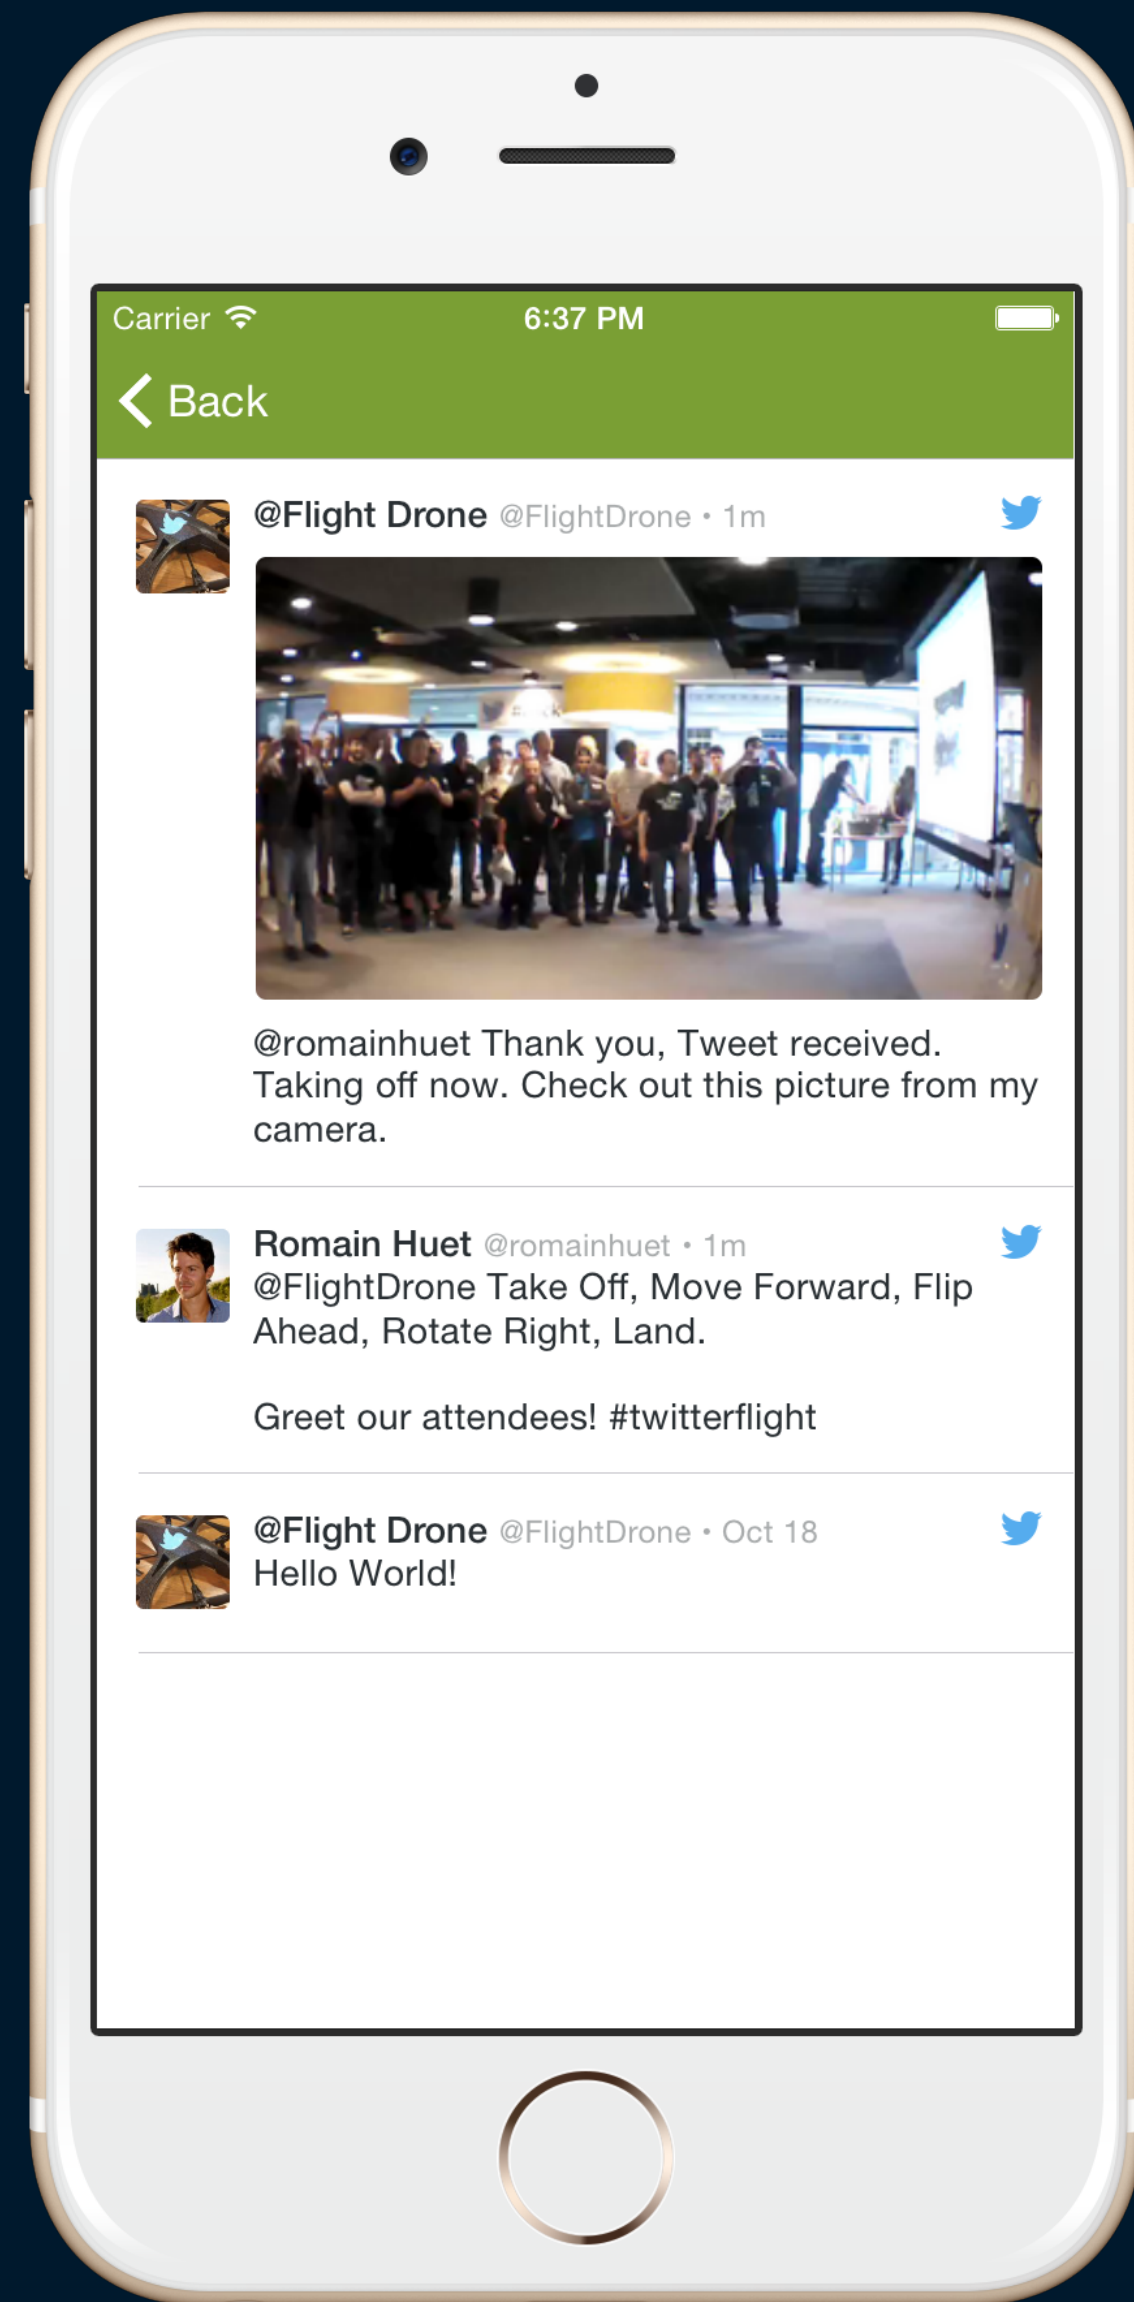 Carrier
6:37 PM
Back
@Flight Drone @FlightDrone • 1m
@romainhuet Thank you, Tweet received.
Taking off now. Check out this picture from my
camera.
Romain Huet @romainhuet • 1m
@FlightDrone Take Off, Move Forward, Flip
Ahead, Rotate Right, Land.
Greet our attendees! #twitterflight
@Flight Drone @FlightDrone • Oct 18
Hello World!